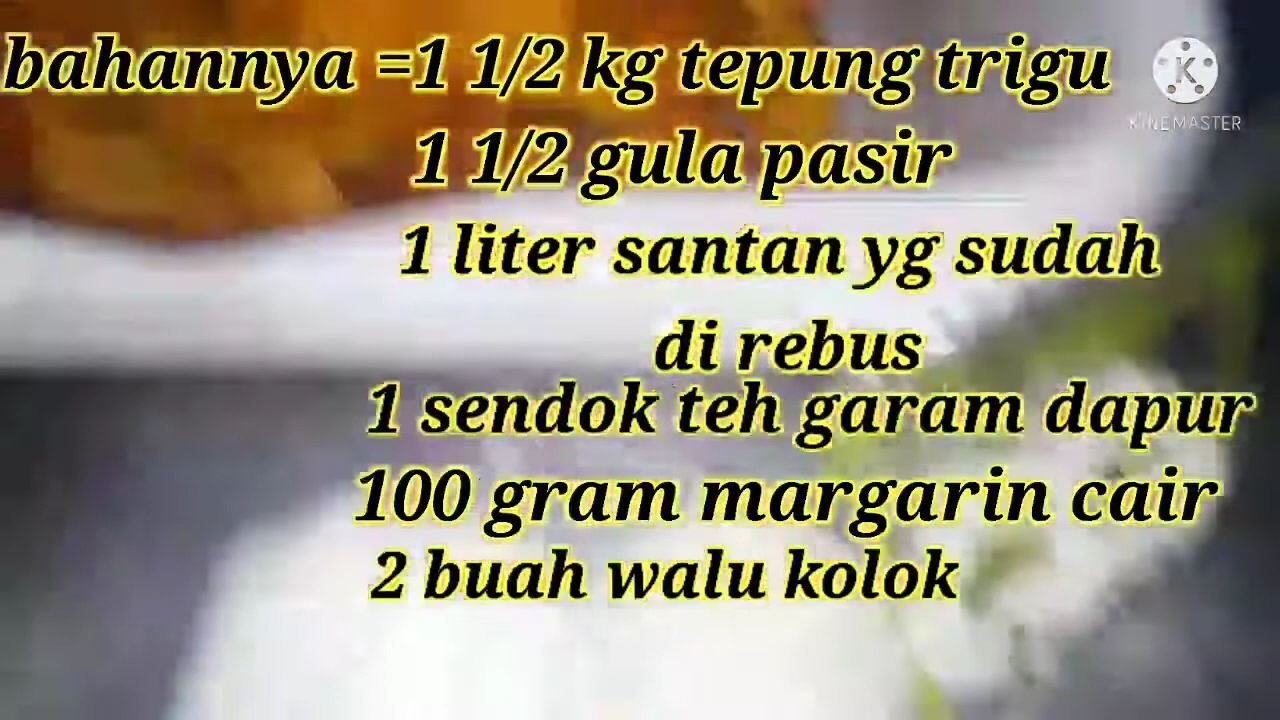 bahannya =1 1/2 kg tepung trigu
1 1/2 gula pasir
1 liter santan yg sudah
di rebus
1 sendok teh garam dapur
100 gram margarin cair
2 buah walu kolok
K
KINEMASTER